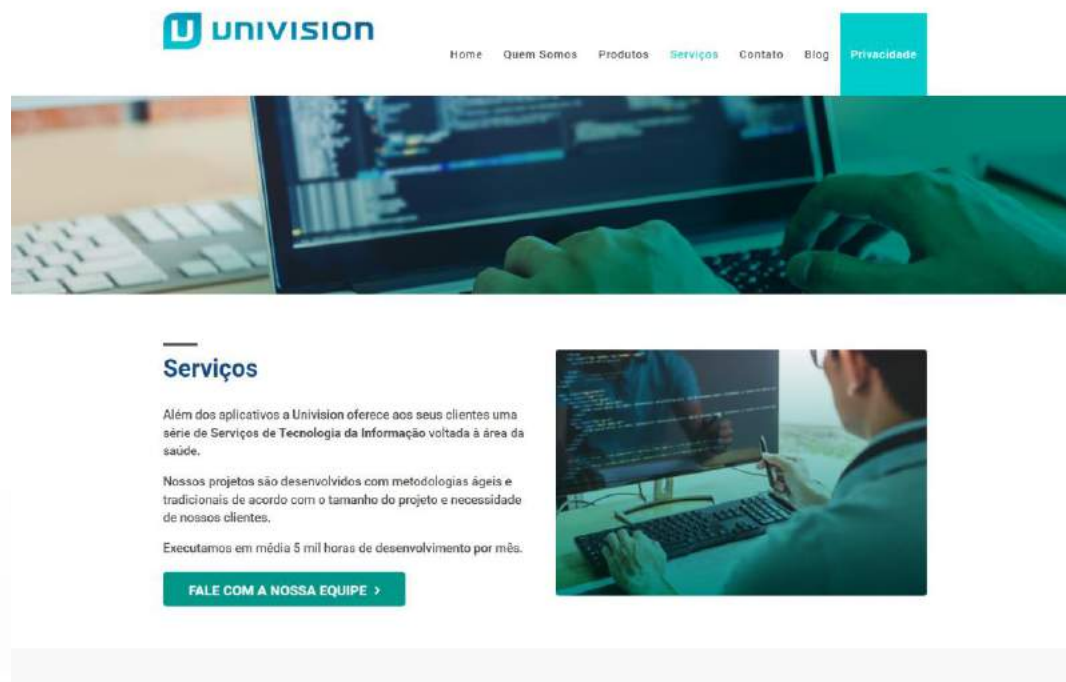 UNIVISION
Home Quem Somos Produtos Serviços Contato Blog Privacidade
Serviços
Além dos aplicativos a Univision oferece aos seus clientes uma
série de Serviços de Tecnologia da Informação voltada à área da
saúde.
Nossos projetos são desenvolvidos com metodologias ágeis e
tradicionais de acordo com o tamanho do projeto e necessidade
de nossos clientes.
Executamos em média 5 mil horas de desenvolvimento por mês.
FALE COM A NOSSA EQUIPE >